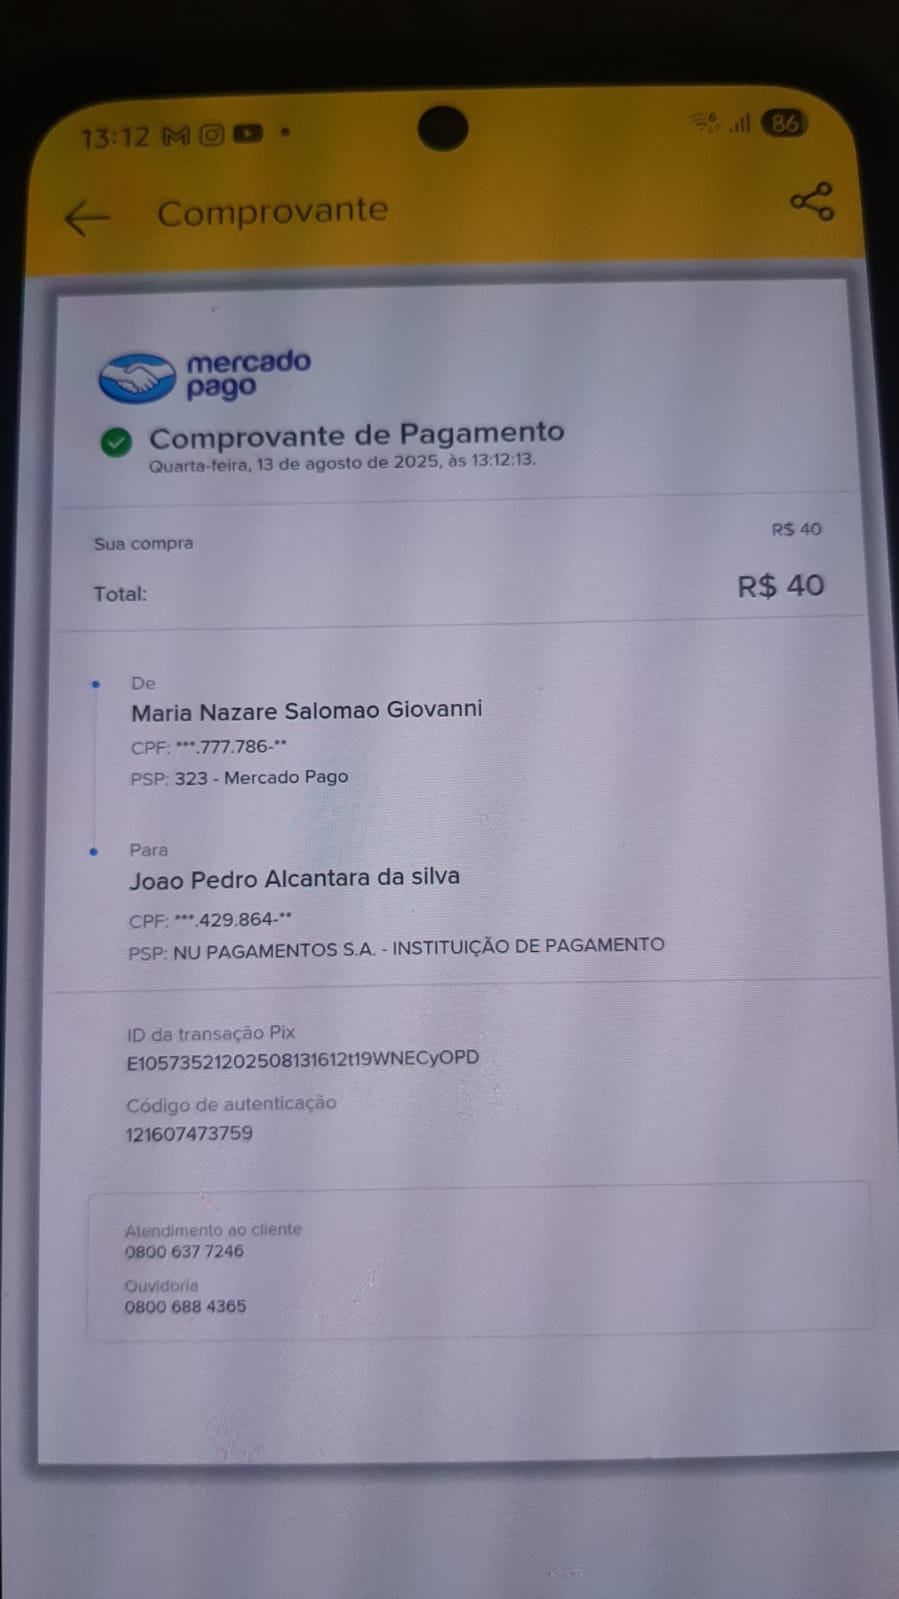 13:12
86
Comprovante
mercado
pago
Comprovante de Pagamento
Quarta-feira, 13 de agosto de 2025, às 13:12:13.
Sua compra R$ 40
Total: R$ 40
De
Maria Nazare Salomao Giovanni
CPF: ***.777.786-**
PSP: 323 - Mercado Pago
Para
Joao Pedro Alcantara da silva
CPF: ***.429.864-**
PSP: NU PAGAMENTOS S.A. - INSTITUIÇÃO DE PAGAMENTO
ID da transação Pix
E10573521202508131612t19WNECyOPD
Código de autenticação
121607473759
Atendimento ao cliente
0800 637 7246
Ouvidoria
0800 688 4365